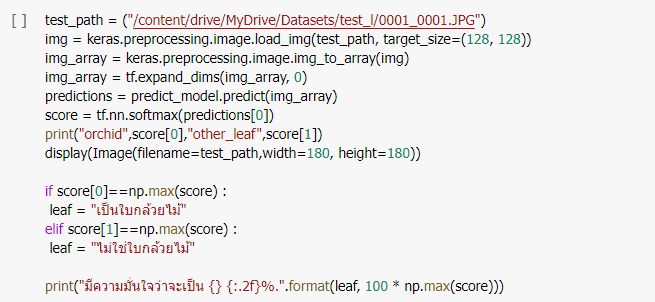 [ ] test_path = ("/content/drive/MyDrive/Datasets/test_l/0001_0001.JPG")
img = keras.preprocessing.image.load_img(test_path, target_size=(128, 128))
img_array = keras.preprocessing.image.img_to_array(img)
img_array = tf.expand_dims(img_array, 0)
predictions = predict_model.predict(img_array)
score = tf.nn.softmax(predictions[0])
print("orchid",score[0],"other_leaf",score[1])
display(Image(filename=test_path,width=180, height=180))
if score[0]==np.max(score) :
leaf = "เป็นใบกล้วยไม้"
elif score[1]==np.max(score) :
leaf = "ไม่ใช่ใบกล้วยไม้"
print("มีความมั่นใจว่าจะเป็น {} {:.2f}%.".format(leaf, 100 * np.max(score)))